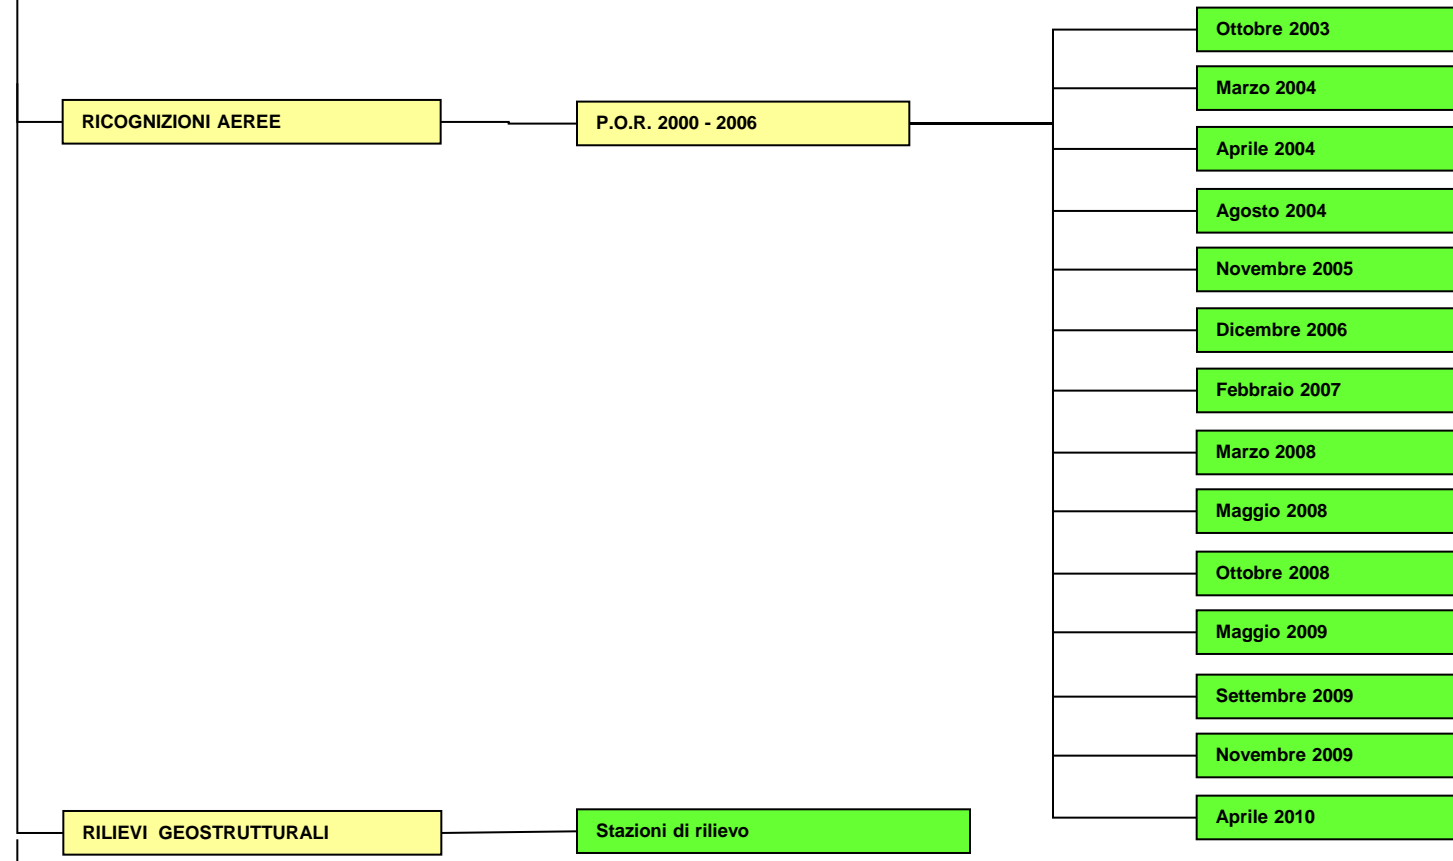 Ottobre 2003
Marzo 2004
RICOGNIZIONI AEREE
P.O.R. 2000 - 2006
Aprile 2004
Agosto 2004
Novembre 2005
Dicembre 2006
Febbraio 2007
Marzo 2008
Maggio 2008
Ottobre 2008
Maggio 2009
Settembre 2009
Novembre 2009
Aprile 2010
RILIEVI GEOSTRUTTURALI
Stazioni di rilievo